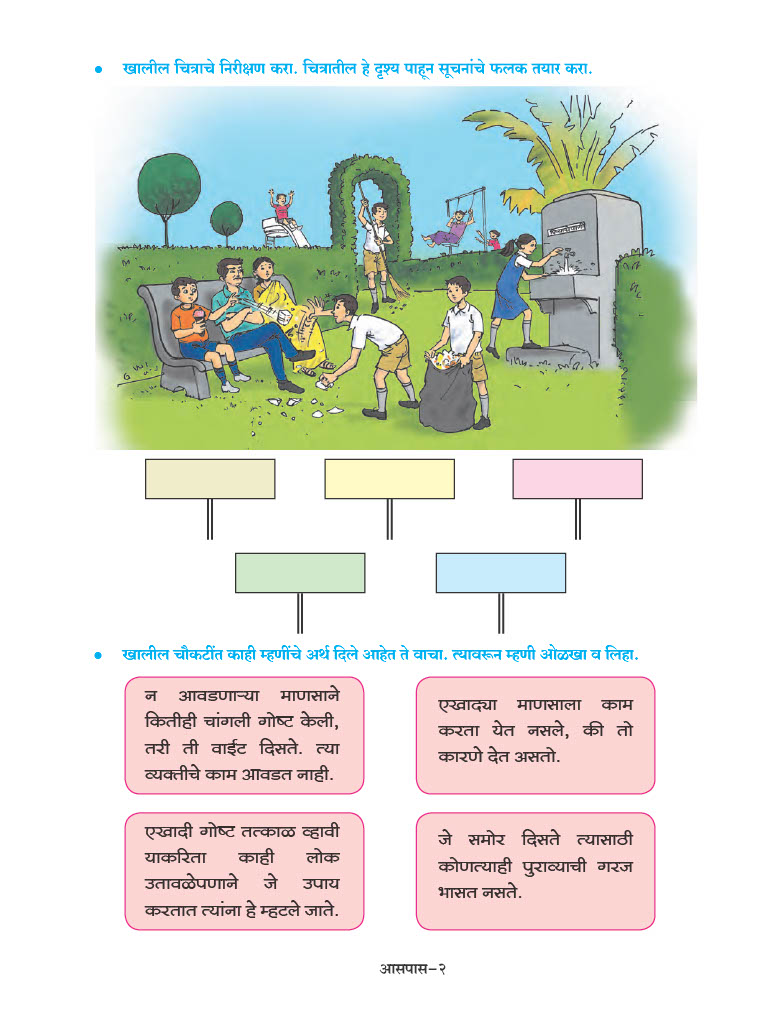 • खालील चित्राचे निरीक्षण करा. चित्रातील हे दृश्य पाहून सूचनांचे फलक तयार करा.
• खालील चौकटींत काही म्हणींचे अर्थ दिले आहेत ते वाचा. त्यावरून म्हणी ओळखा व लिहा.
न आवडणाऱ्या माणसाने
कितीही चांगली गोष्ट केली,
तरी ती वाईट दिसते. त्या
व्यक्तीचे काम आवडत नाही.
एखाद्या माणसाला काम
करता येत नसले, की तो
कारणे देत असतो.
एखादी गोष्ट तत्काळ व्हावी
याकरिता काही लोक
उतावळेपणाने जे उपाय
करतात त्यांना हे म्हटले जाते.
जे समोर दिसते त्यासाठी
कोणत्याही पुराव्याची गरज
भासत नसते.
आसपास-२